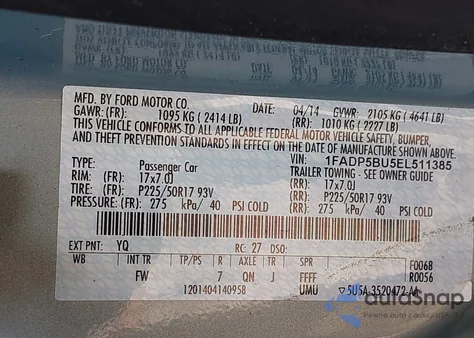 MFD. BY FORD MOTOR CO.
DATE: 04/14 GVWR: 2105 KG (4641 LB)
GAWR: (FR): 1095 KG (2414 LB) (RR): 1010 KG (2227 LB)
THIS VEHICLE CONFORMS TO ALL APPLICABLE FEDERAL MOTOR VEHICLE SAFETY, BUMPER,
AND THEFT PREVENTION STANDARDS IN EFFECT ON THE DATE OF MANUFACTURE SHOWN ABOVE.
VIN: 1FADP5BU5EL511385
TYPE: Passenger Car TRAILER TOWING - SEE OWNER GUIDE
RIM: (FR): 17x7.0J (RR): 17x7.0J
TIRE: (FR): P225/50R17 93V (RR): P225/50R17 93V
PRESSURE: (FR): 275 kPa/ 40 PSI COLD (RR): 275 kPa/ 40 PSI COLD
EXT PNT: YQ RC: 27 DSO:
WB INT TR TP/PS R AXLE TR SPR F0068
FW 7 QN J FFFF R0056
1201404140958 UMU ▽5U5A-3520472-AA
autoSnap